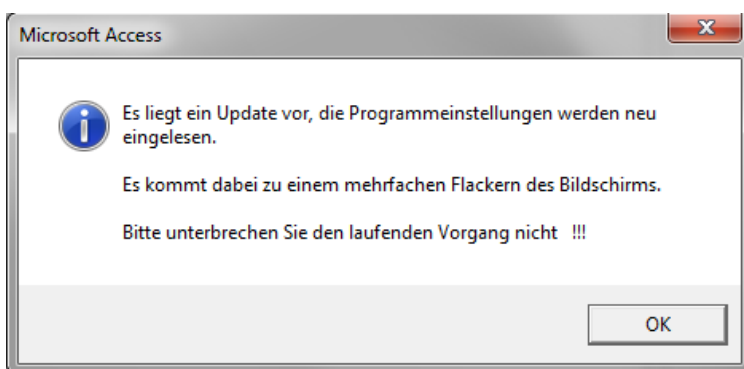 Microsoft Access
Es liegt ein Update vor, die Programmeinstellungen werden neu
eingelesen.
Es kommt dabei zu einem mehrfachen Flackern des Bildschirms.
Bitte unterbrechen Sie den laufenden Vorgang nicht !!!
OK